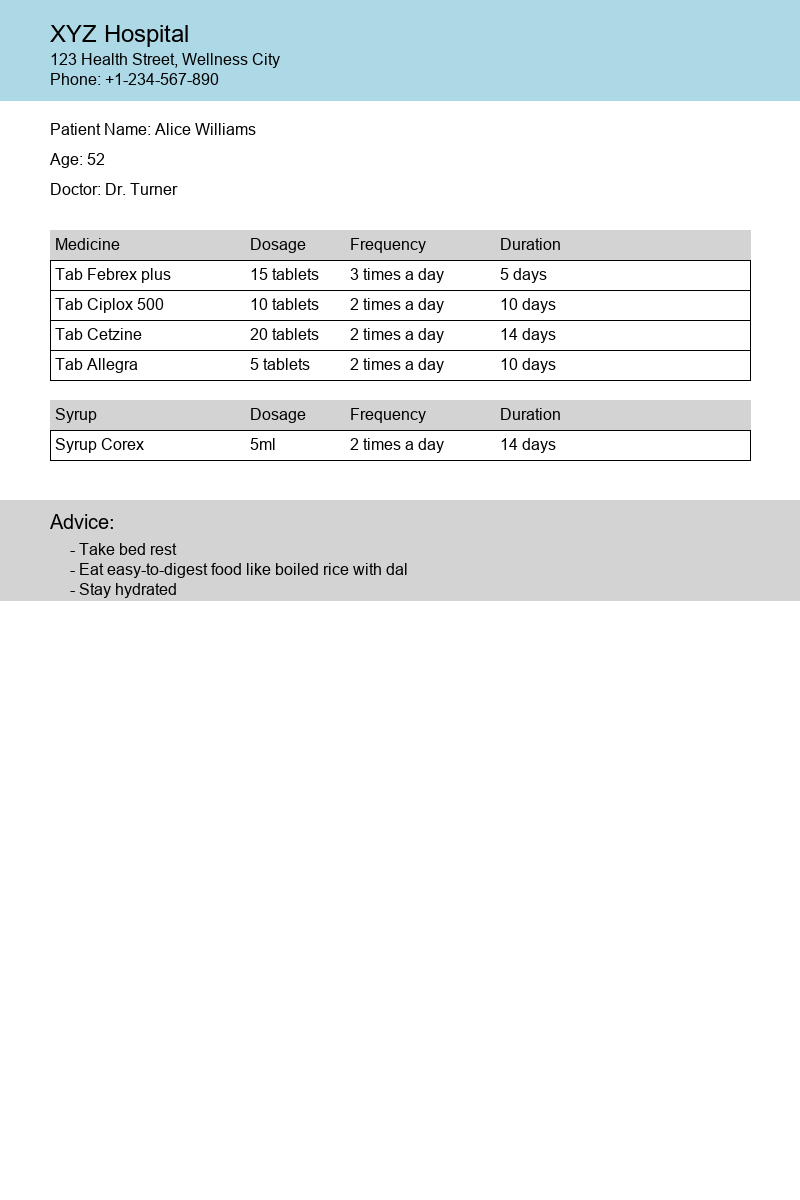 XYZ Hospital
123 Health Street, Wellness City
Phone: +1-234-567-890
Patient Name: Alice Williams
Age: 52
Doctor: Dr. Turner
Medicine Dosage Frequency Duration
Tab Febrex plus 15 tablets 3 times a day 5 days
Tab Ciplox 500 10 tablets 2 times a day 10 days
Tab Cetzine 20 tablets 2 times a day 14 days
Tab Allegra 5 tablets 2 times a day 10 days
Syrup Dosage Frequency Duration
Syrup Corex 5ml 2 times a day 14 days
Advice:
- Take bed rest
- Eat easy-to-digest food like boiled rice with dal
- Stay hydrated